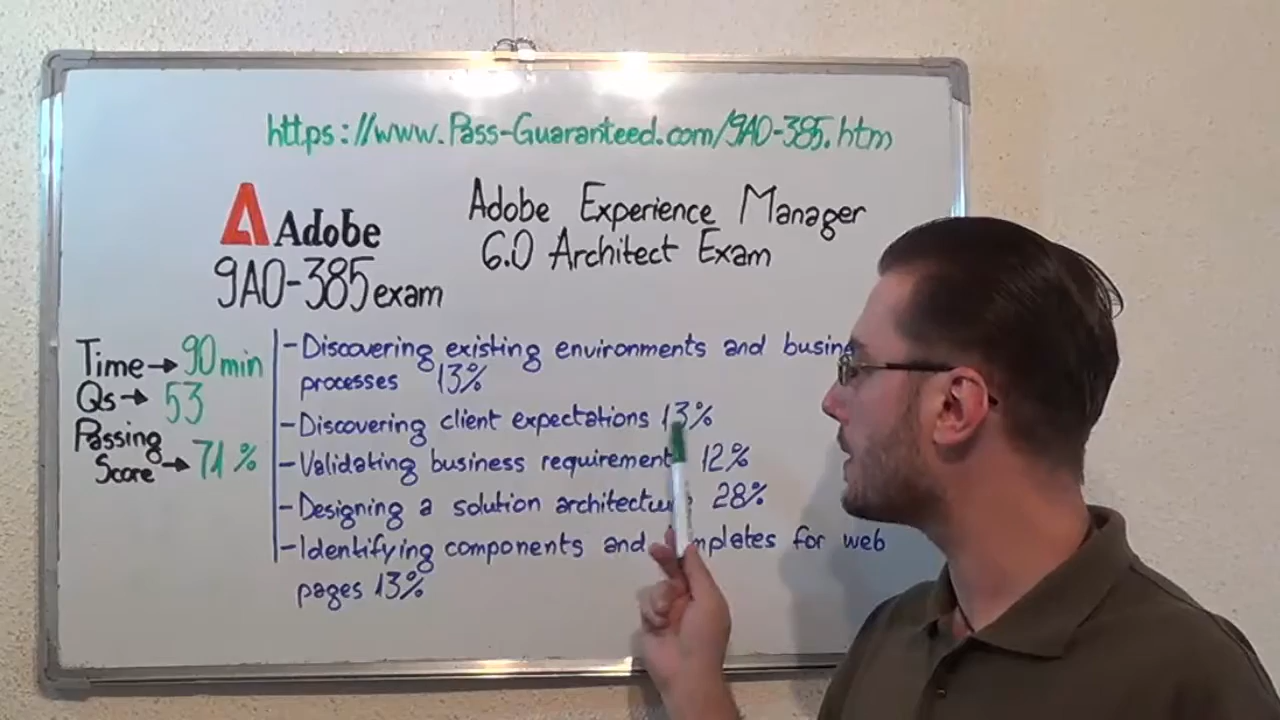 https://www.Pass-Guaranteed.com/9A0-385.htm
Adobe
Adobe Experience Manager
6.0 Architect Exam
9A0-385 exam
Time → 90 min
Qs → 53
Passing
Score → 71%
- Discovering existing environments and
processes 13%
- Discovering client expectations 13%
- Validating business requirement 12%
- Designing a solution 28%
- Identifying components and for web
pages 13%